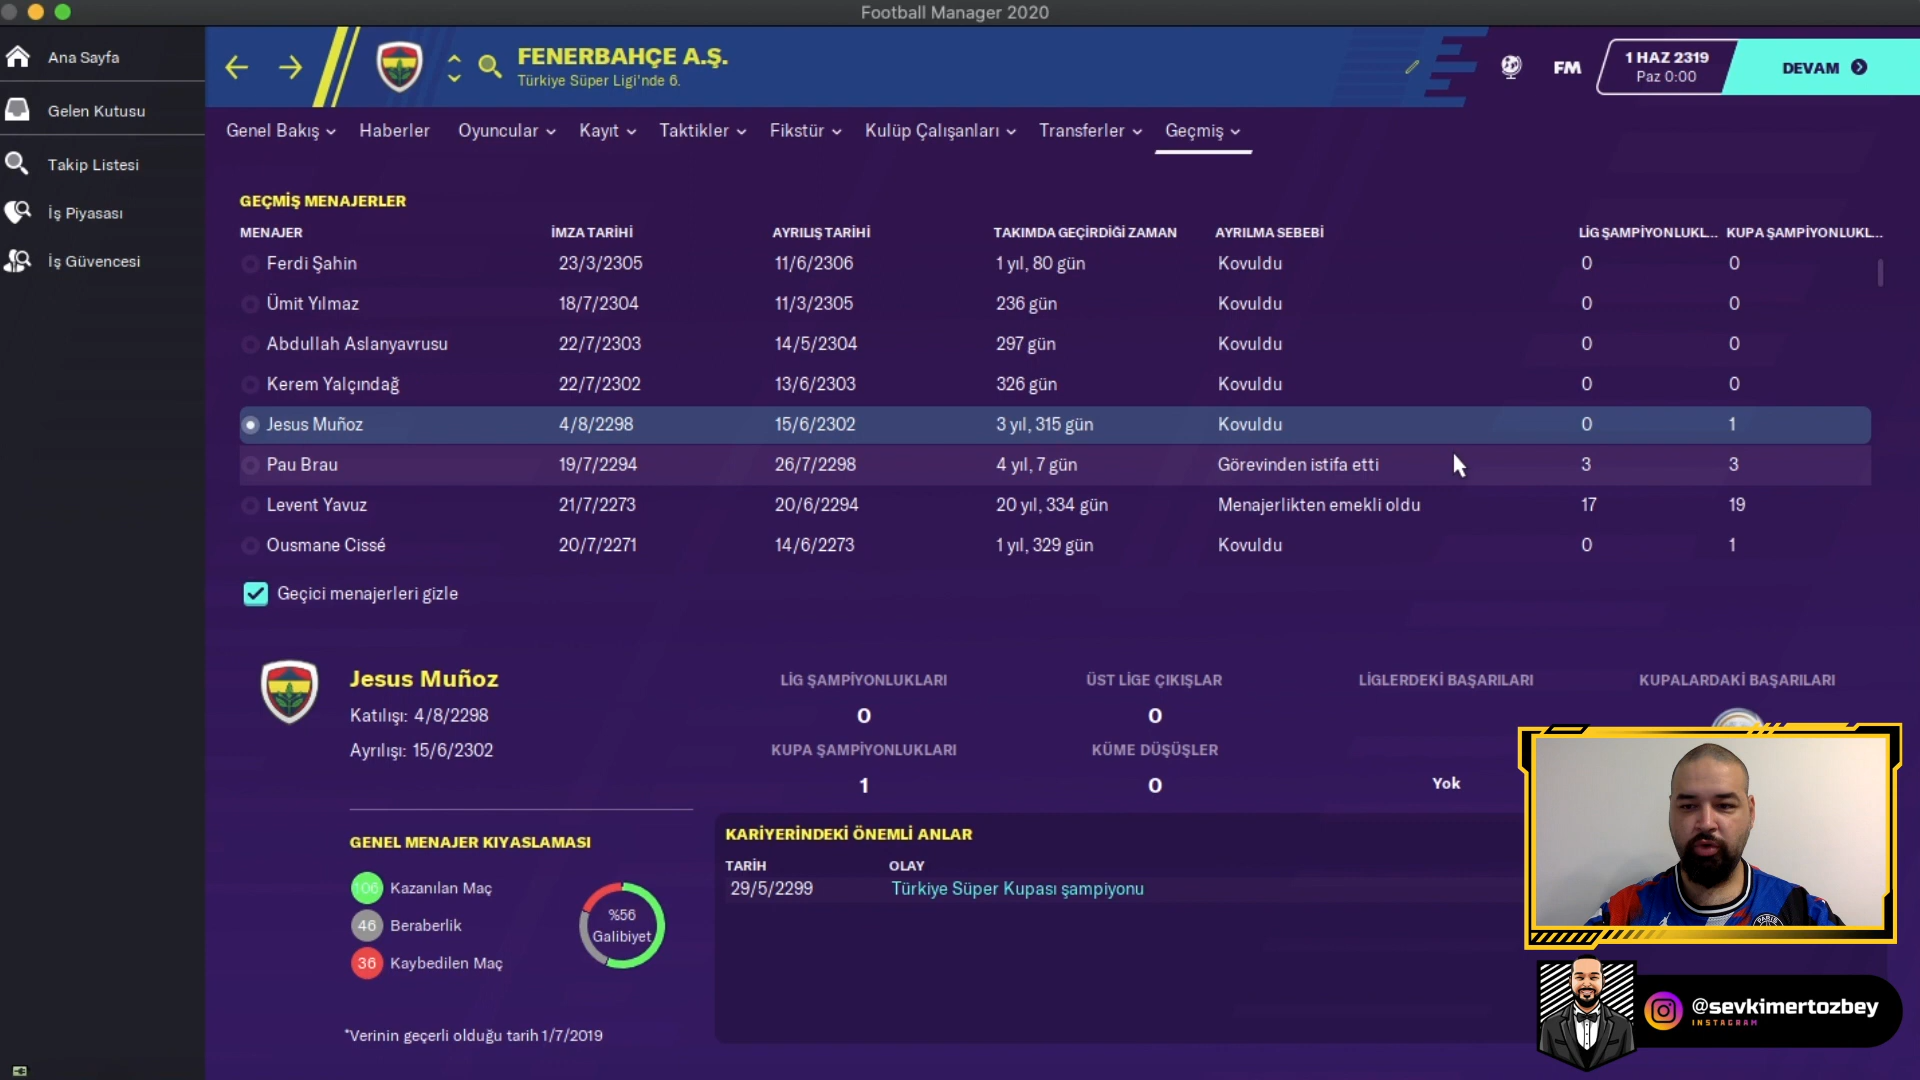 Football Manager 2020
Ana Sayfa
Gelen Kutusu
Takip Listesi
İş Piyasası
İş Güvencesi
FENERBAHÇE A.Ş.
Türkiye Süper Ligi'nde 6.
FM
1 HAZ 2319
Paz 0:00
DEVAM
Genel Bakış Haberler Oyuncular Kayıt Taktikler Fikstür Kulüp Çalışanları Transferler Geçmiş
GEÇMİŞ MENAJERLER
MENAJER İMZA TARİHİ AYRILIŞ TARİHİ TAKIMDA GEÇİRDİĞİ ZAMAN AYRILMA SEBEBİ LİG ŞAMPİYONLUKL... KUPA ŞAMPİYONLUKL...
Ferdi Şahin 23/3/2305 11/6/2306 1 yıl, 80 gün Kovuldu 0 0
Ümit Yılmaz 18/7/2304 11/3/2305 236 gün Kovuldu 0 0
Abdullah Aslanyavrusu 22/7/2303 14/5/2304 297 gün Kovuldu 0 0
Kerem Yalçındağ 22/7/2302 13/6/2303 326 gün Kovuldu 0 0
Jesus Muñoz 4/8/2298 15/6/2302 3 yıl, 315 gün Kovuldu 0 1
Pau Brau 19/7/2294 26/7/2298 4 yıl, 7 gün Görevinden istifa etti 3 3
Levent Yavuz 21/7/2273 20/6/2294 20 yıl, 334 gün Menajerlikten emekli oldu 17 19
Ousmane Cissé 20/7/2271 14/6/2273 1 yıl, 329 gün Kovuldu 0 1
Geçici menajerleri gizle
Jesus Muñoz
Katılışı: 4/8/2298
Ayrılışı: 15/6/2302
LİG ŞAMPİYONLUKLARI
0
KUPA ŞAMPİYONLUKLARI
1
ÜST LİGE ÇIKIŞLAR
0
KÜME DÜŞÜŞLER
0
LİGLERDEKİ BAŞARILARI
Yok
KUPALARDAKİ BAŞARILARI
GENEL MENAJER KIYASLAMASI
106 Kazanılan Maç
46 Beraberlik
36 Kaybedilen Maç
%56
Galibiyet
*Verinin geçerli olduğu tarih 1/7/2019
KARİYERİNDEKİ ÖNEMLİ ANLAR
TARİH OLAY
29/5/2299 Türkiye Süper Kupası şampiyonu
PARIS
@sevkimertozbey
INSTAGRAM